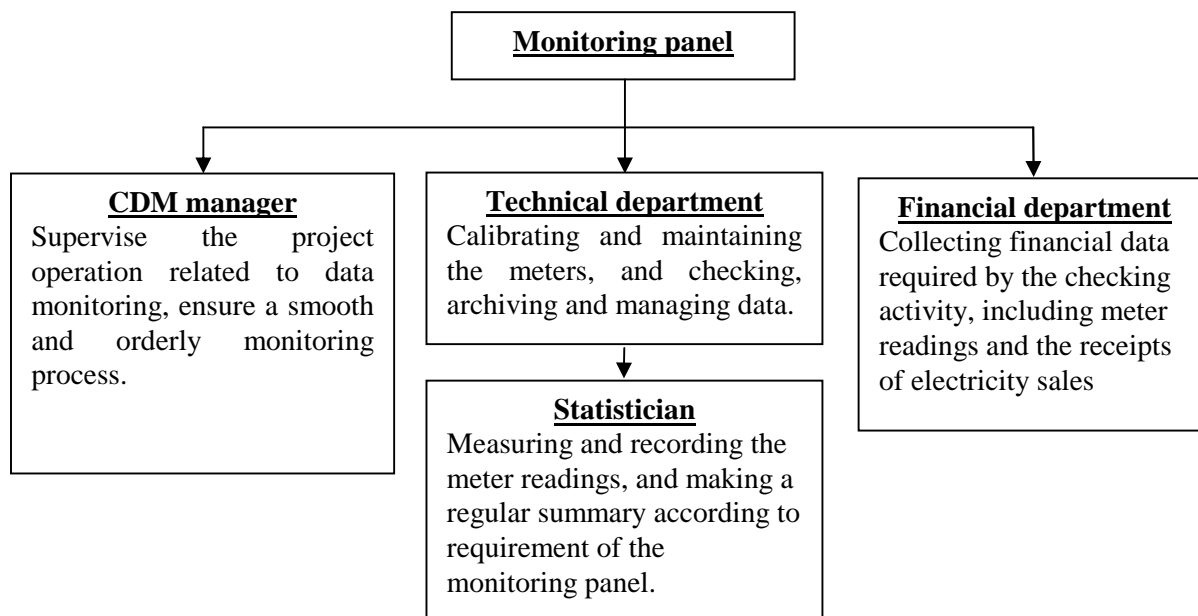 Monitoring panel
CDM manager
Supervise the project
operation related to data
monitoring, ensure a smooth
and orderly monitoring
process.
Technical department
Calibrating and maintaining
the meters, and checking,
archiving and managing data.
Financial department
Collecting financial data
required by the checking
activity, including meter
readings and the receipts
of electricity sales
Statistician
Measuring and recording the
meter readings, and making a
regular summary according to
requirement of the
monitoring panel.